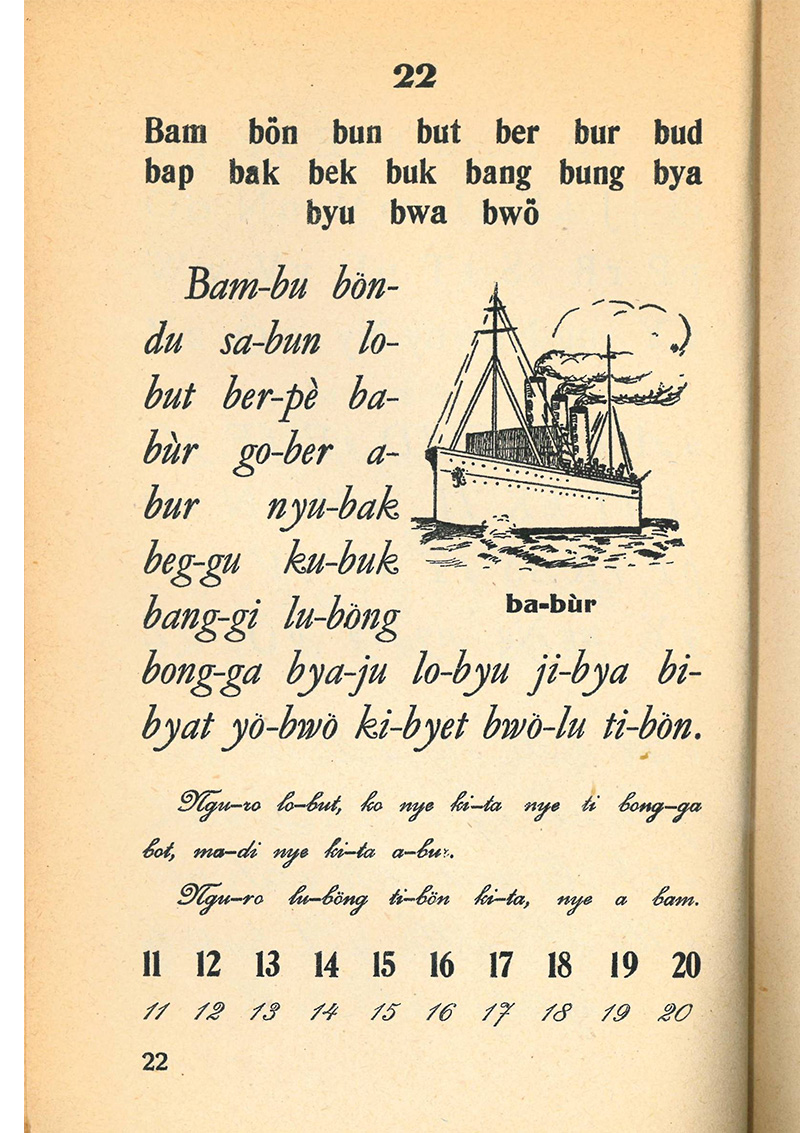 22
Bam bön bun but ber bur bud
bap bak bek buk bang bung bya
byu bwa bwö
Bam-bu bön-
du sa-bun lo-
but ber-pè ba-
bùr go-ber a-
bur nyu-bak
beg-gu ku-buk
bang-gi lu-böng
ba-bùr
bong-ga bya-ju lo-byu ji-bya bi-
byat yö-bwö ki-byet bwö-lu ti-bön.
Ngu-ro lo-but, ko nye ki-ta nye ti bong-ga
bot, ma-di nye ki-ta a-bur.
Ngu-ro lu-böng ti-bön ki-ta, nye a bam.
11 12 13 14 15 16 17 18 19 20
11 12 13 14 15 16 17 18 19 20
22